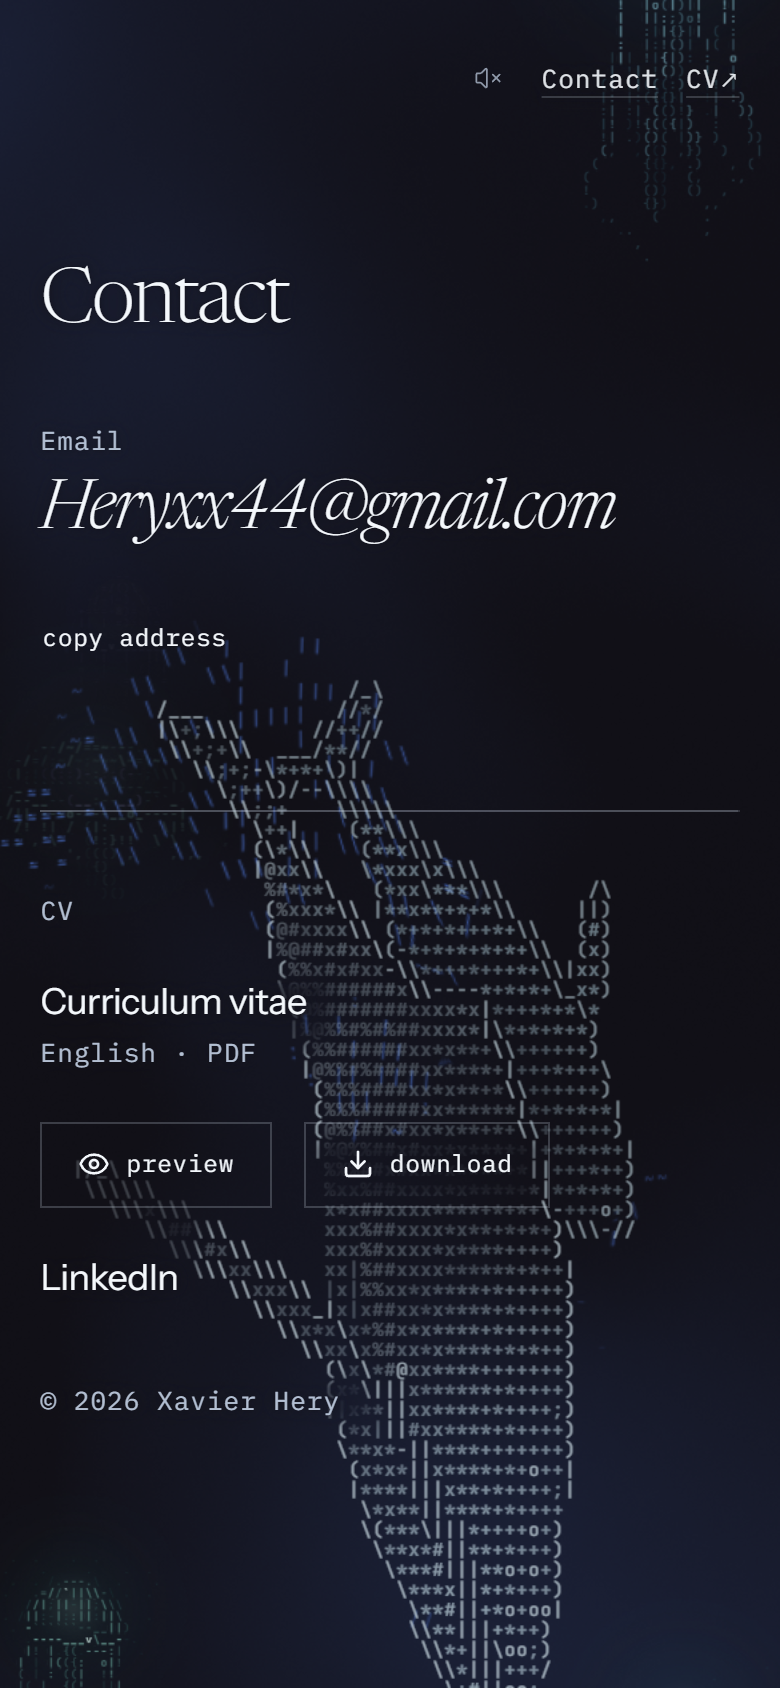 Contact CV↗
Contact
Email
Heryxx44@gmail.com
copy address
CV
Curriculum vitae
English · PDF
preview download
LinkedIn
© 2026 Xavier Hery